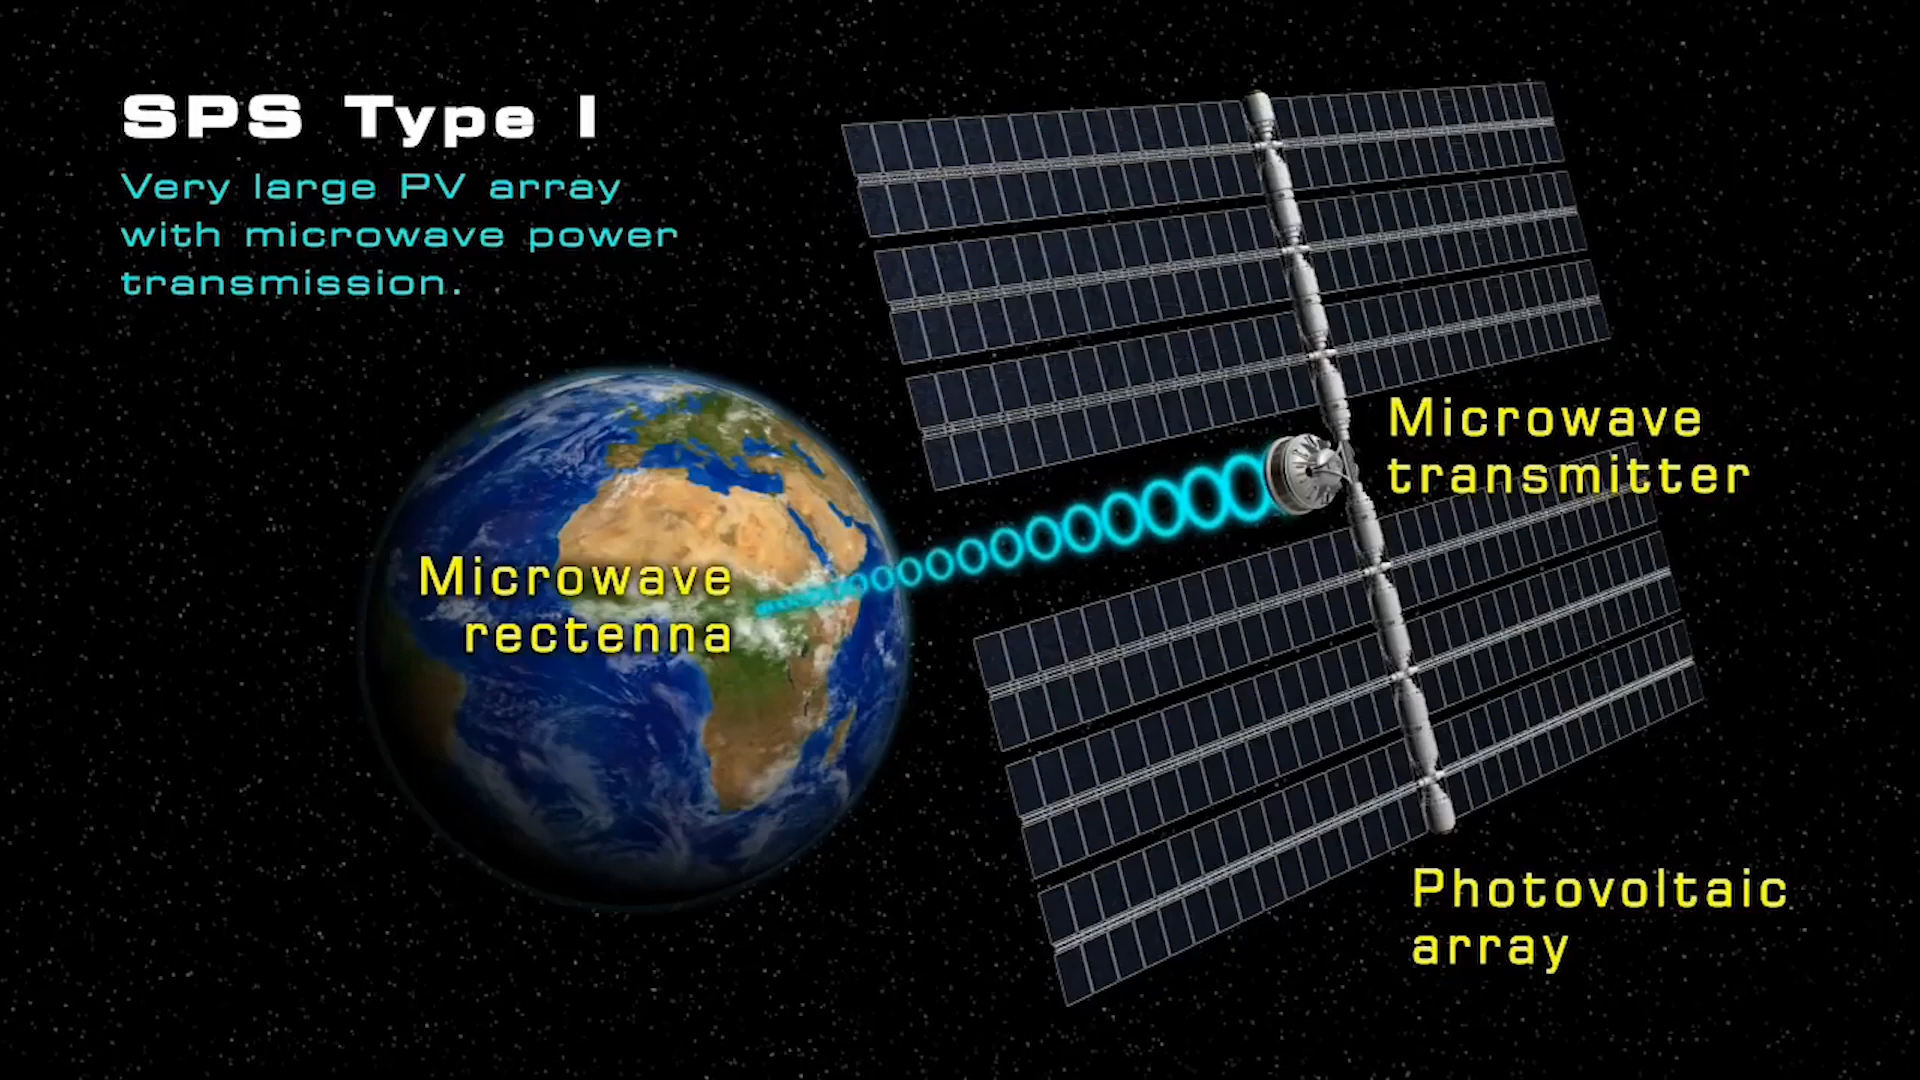 SPS Type I
Very large PV array
with microwave power
transmission.
Microwave
transmitter
Microwave
rectenna
Photovoltaic
array